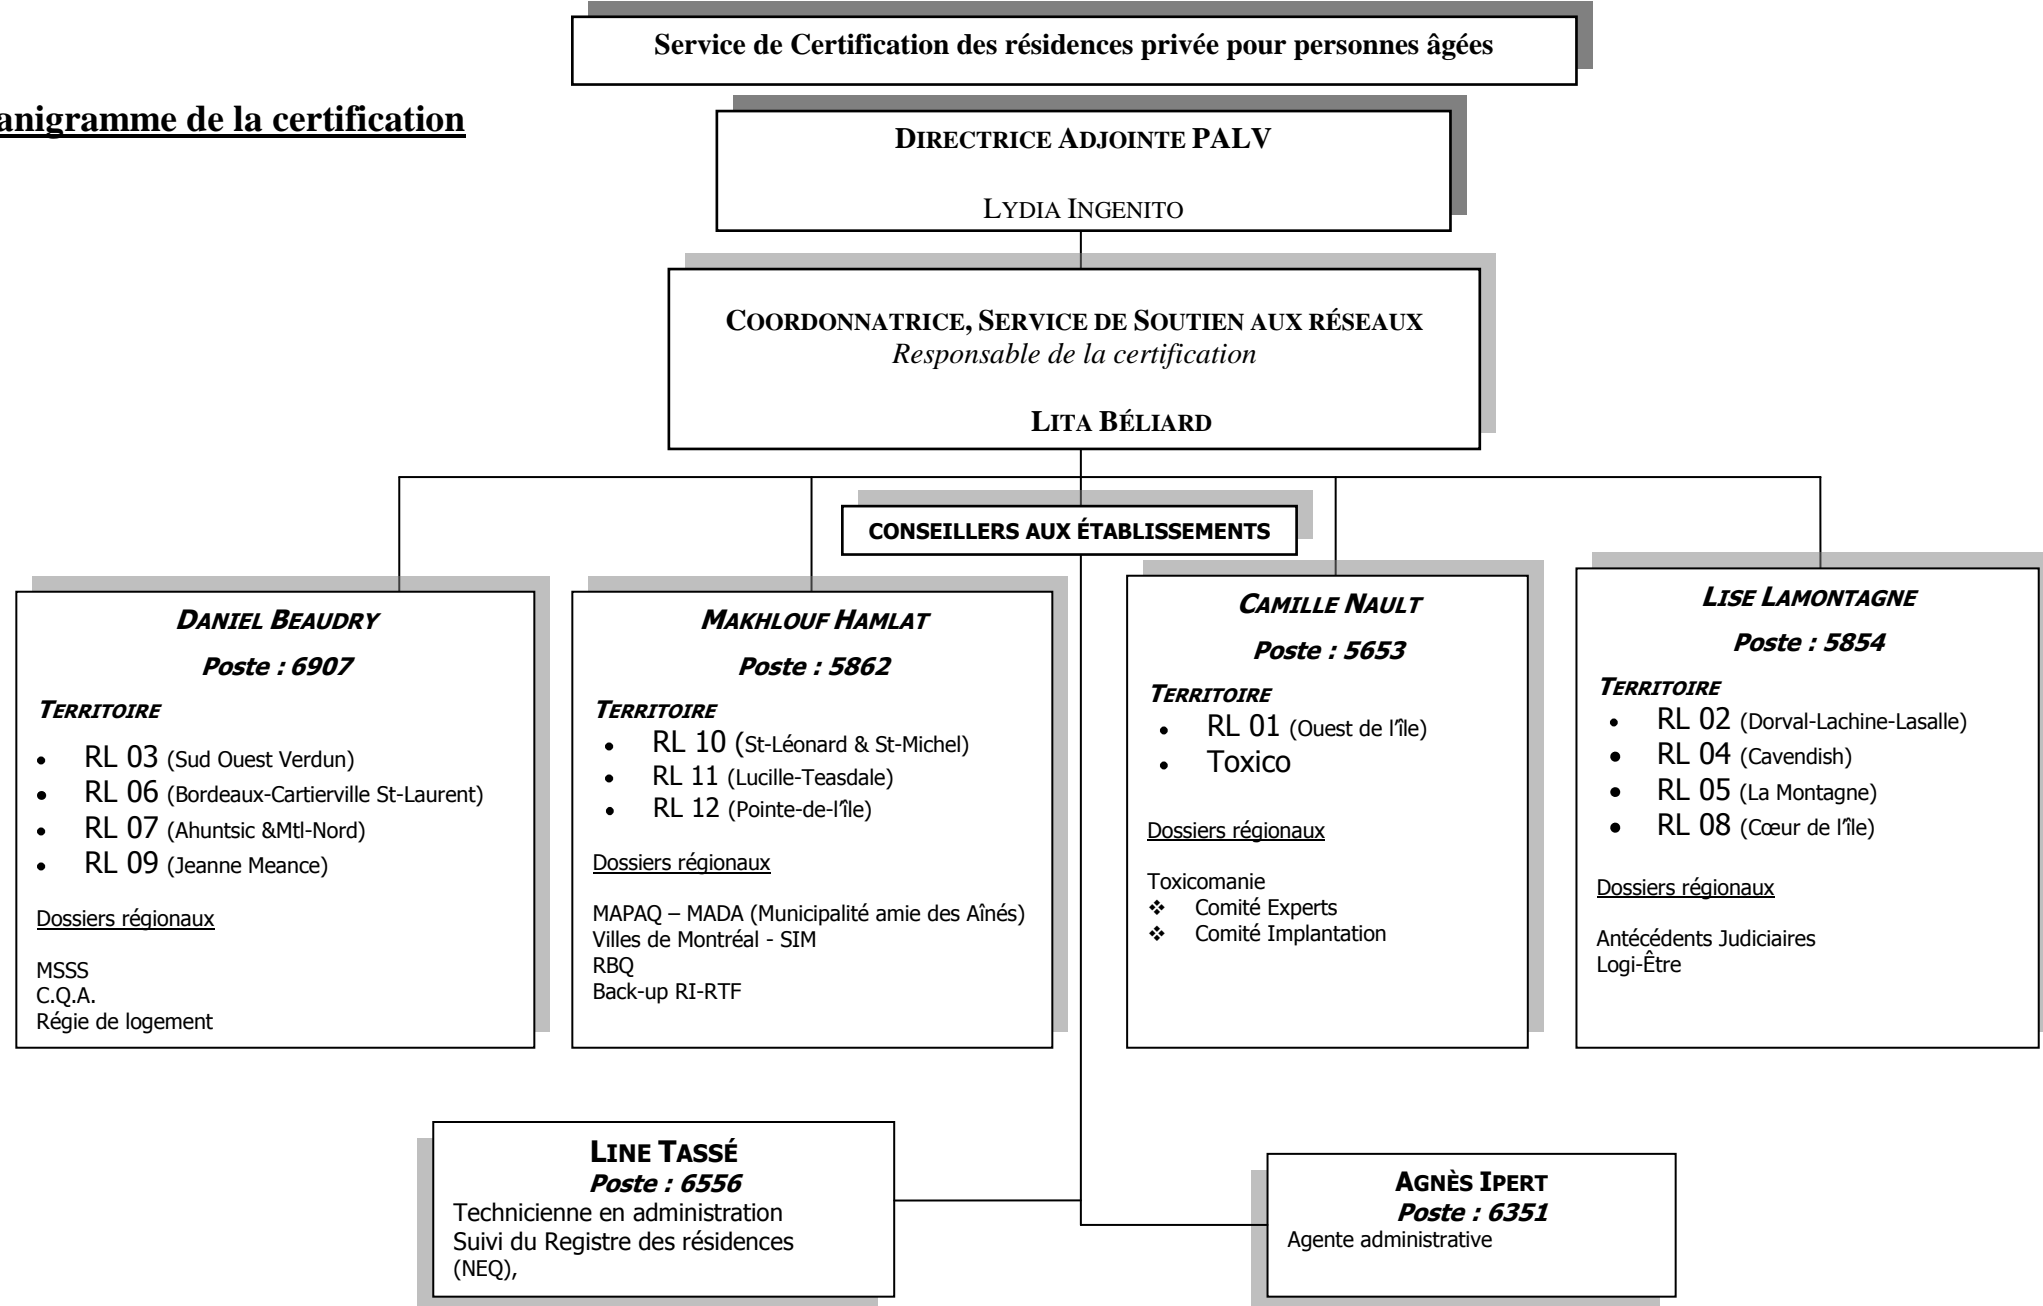 Service de Certification des résidences privée pour personnes âgées
anigramme de la certification
DIRECTRICE ADJOINTE PALV
LYDIA INGENITO
COORDONNATRICE, SERVICE DE SOUTIEN AUX RÉSEAUX
Responsable de la certification
LITA BÉLIARD
CONSEILLERS AUX ÉTABLISSEMENTS
DANIEL BEAUDRY
Poste : 6907
TERRITOIRE
• RL 03 (Sud Ouest Verdun)
• RL 06 (Bordeaux-Cartierville St-Laurent)
• RL 07 (Ahuntsic &Mtl-Nord)
• RL 09 (Jeanne Meance)
Dossiers régionaux
MSSS
C.Q.A.
Régie de logement
MAKHLOUF HAMLAT
Poste : 5862
TERRITOIRE
• RL 10 (St-Léonard & St-Michel)
• RL 11 (Lucille-Teasdale)
• RL 12 (Pointe-de-l'île)
Dossiers régionaux
MAPAQ – MADA (Municipalité amie des Aînés)
Villes de Montréal - SIM
RBQ
Back-up RI-RTF
CAMILLE NAULT
Poste : 5653
TERRITOIRE
• RL 01 (Ouest de l'île)
• Toxico
Dossiers régionaux
Toxicomanie
❖ Comité Experts
❖ Comité Implantation
LISE LAMONTAGNE
Poste : 5854
TERRITOIRE
• RL 02 (Dorval-Lachine-Lasalle)
• RL 04 (Cavendish)
• RL 05 (La Montagne)
• RL 08 (Cœur de l'île)
Dossiers régionaux
Antécédents Judiciaires
Logi-Être
LINE TASSÉ
Poste : 6556
Technicienne en administration
Suivi du Registre des résidences
(NEQ),
AGNÈS IPERT
Poste : 6351
Agente administrative